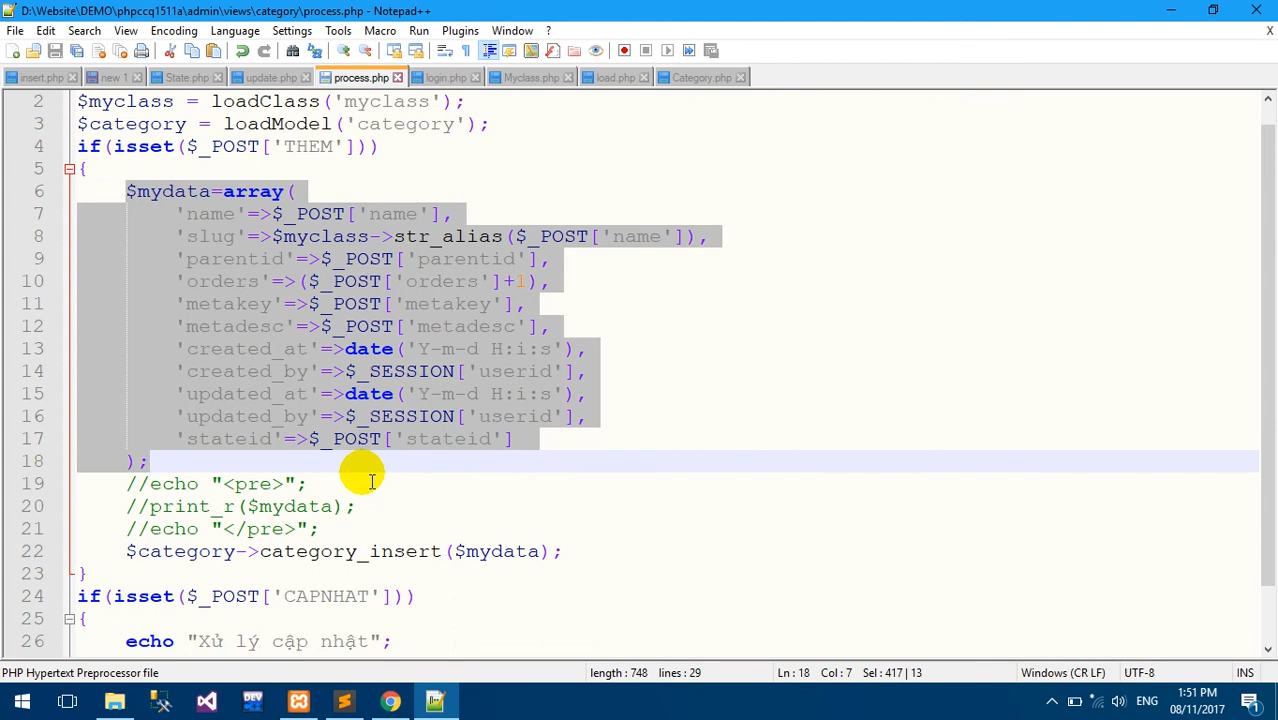 D:\Website\DEMO\phpccq1511a\admin\views\category\process.php - Notepad++
File Edit Search View Encoding Language Settings Tools Macro Run Plugins Window ? X
insert.php new 1 State.php update.php process.php login.php Myclass.php load.php Category.php
2 $myclass = loadClass('myclass');
3 $category = loadModel('category');
4 if(isset($_POST['THEM']))
5 {
6 $mydata=array(
7 'name'=>$_POST['name'],
8 'slug'=>$myclass->str_alias($_POST['name']),
9 'parentid'=>$_POST['parentid'],
10 'orders'=>($_POST['orders']+1),
11 'metakey'=>$_POST['metakey'],
12 'metadesc'=>$_POST['metadesc'],
13 'created_at'=>date('Y-m-d H:i:s'),
14 'created_by'=>$_SESSION['userid'],
15 'updated_at'=>date('Y-m-d H:i:s'),
16 'updated_by'=>$_SESSION['userid'],
17 'stateid'=>$_POST['stateid']
18 );
19 //echo "<pre>";
20 //print_r($mydata);
21 //echo "</pre>";
22 $category->category_insert($mydata);
23 }
24 if(isset($_POST['CAPNHAT']))
25 {
26 echo "Xử lý cập nhật";
PHP Hypertext Preprocessor file length : 748 lines : 29 Ln : 18 Col : 7 Sel : 417 | 13 Windows (CR LF) UTF-8 INS
DEV
ENG
1:51 PM
08/11/2017